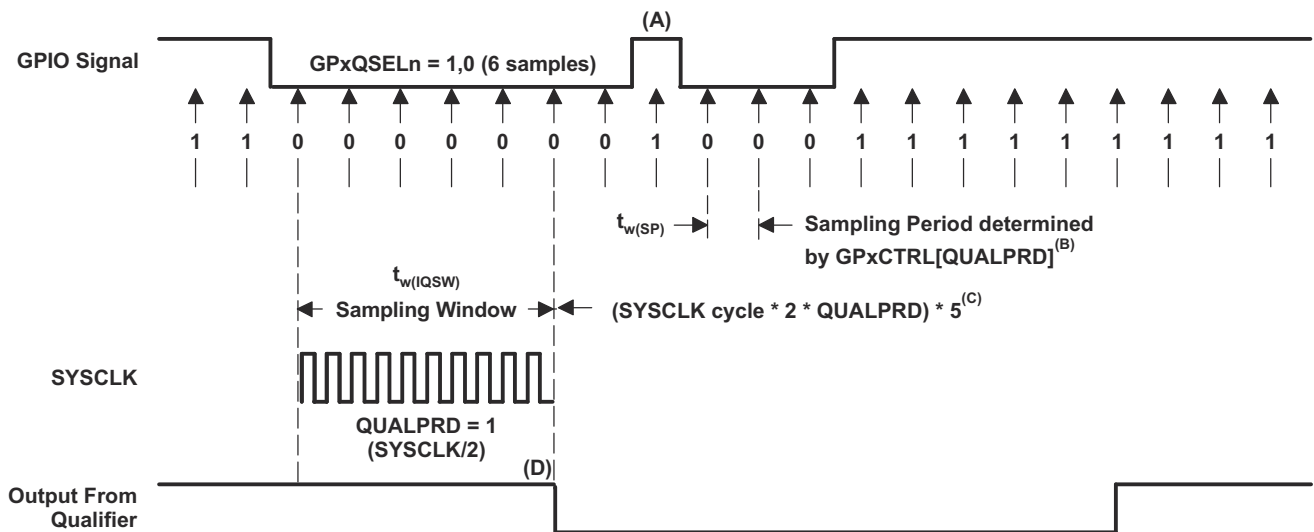 (A)
GPIO Signal
GPxQSELn = 1,0 (6 samples)
1 1 0 0 0 0 0 0 0 1 0 0 0 1 1 1 1 1 1 1 1 1
tw(SP)
Sampling Period determined
by GPxCTRL[QUALPRD](B)
tw(IQSW)
Sampling Window
(SYSCLK cycle * 2 * QUALPRD) * 5(C)
SYSCLK
QUALPRD = 1
(SYSCLK/2)
(D)
Output From
Qualifier